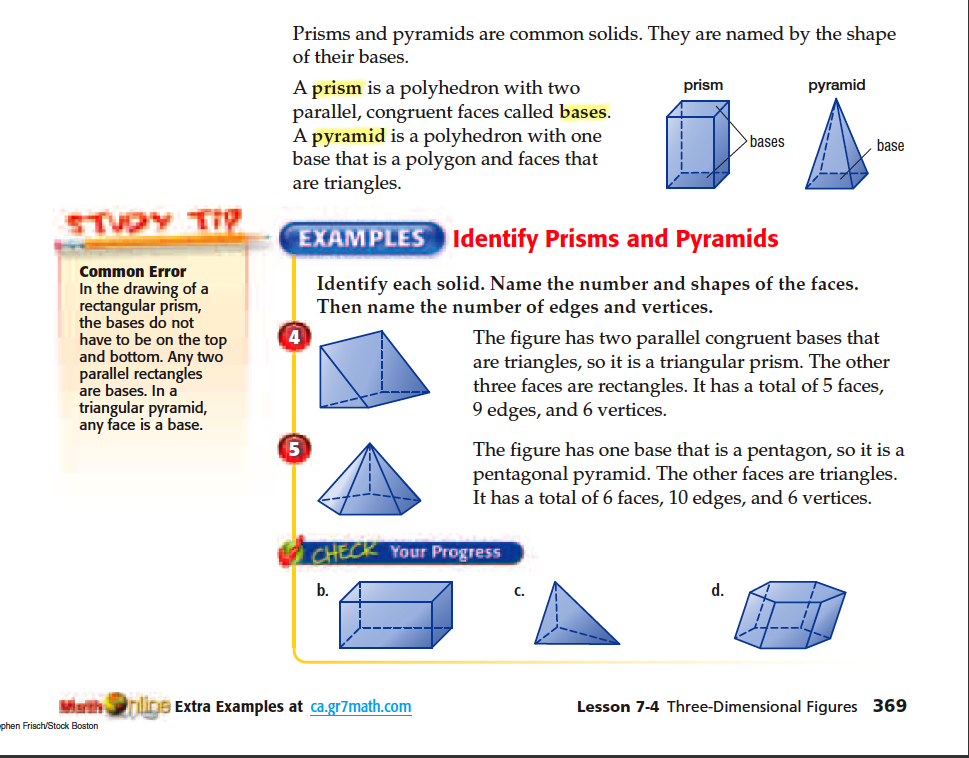 Prisms and pyramids are common solids. They are named by the shape
of their bases.
A prism is a polyhedron with two
parallel, congruent faces called bases.
A pyramid is a polyhedron with one
base that is a polygon and faces that
are triangles.
prism
pyramid
bases
base
STUDY TIP
Common Error
In the drawing of a
rectangular prism,
the bases do not
have to be on the top
and bottom. Any two
parallel rectangles
are bases. In a
triangular pyramid,
any face is a base.
EXAMPLES Identify Prisms and Pyramids
Identify each solid. Name the number and shapes of the faces.
Then name the number of edges and vertices.
4
The figure has two parallel congruent bases that
are triangles, so it is a triangular prism. The other
three faces are rectangles. It has a total of 5 faces,
9 edges, and 6 vertices.
5
The figure has one base that is a pentagon, so it is a
pentagonal pyramid. The other faces are triangles.
It has a total of 6 faces, 10 edges, and 6 vertices.
CHECK Your Progress
b.
c.
d.
Math Online Extra Examples at ca.gr7math.com
Lesson 7-4 Three-Dimensional Figures 369
phen Frisch/Stock Boston